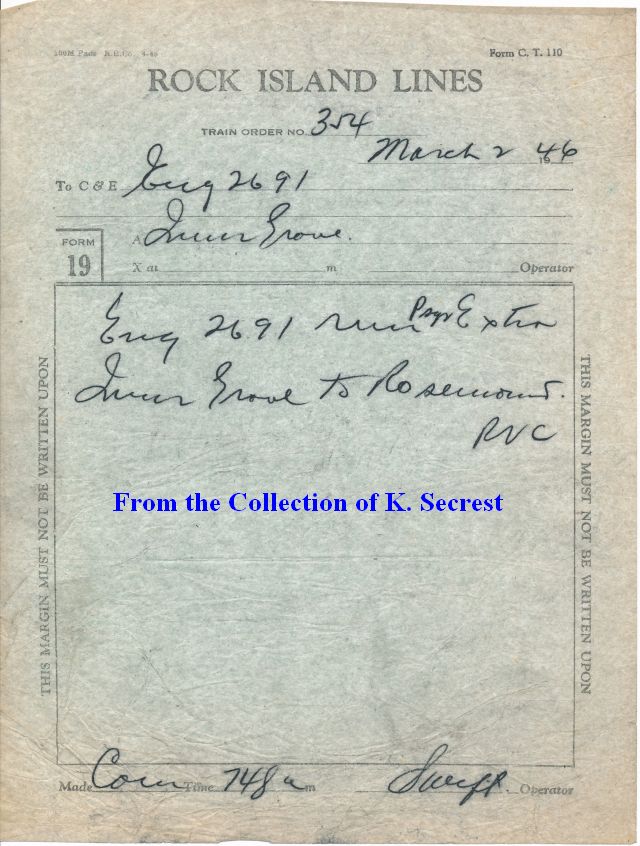 100M Pads R.B.Co. 4-45 Form C. T. 110
ROCK ISLAND LINES
TRAIN ORDER NO. 354
March 2 1946
To C & E Eng 2691
FORM
19
At Inver Grove.
X at m Operator
Eng 2691 run Psgr Extra
Inver Grove to Rosemount.
RVC
THIS MARGIN MUST NOT BE WRITTEN UPON
THIS MARGIN MUST NOT BE WRITTEN UPON
From the Collection of K. Secrest
Made Com Time 748 a m Swift. Operator